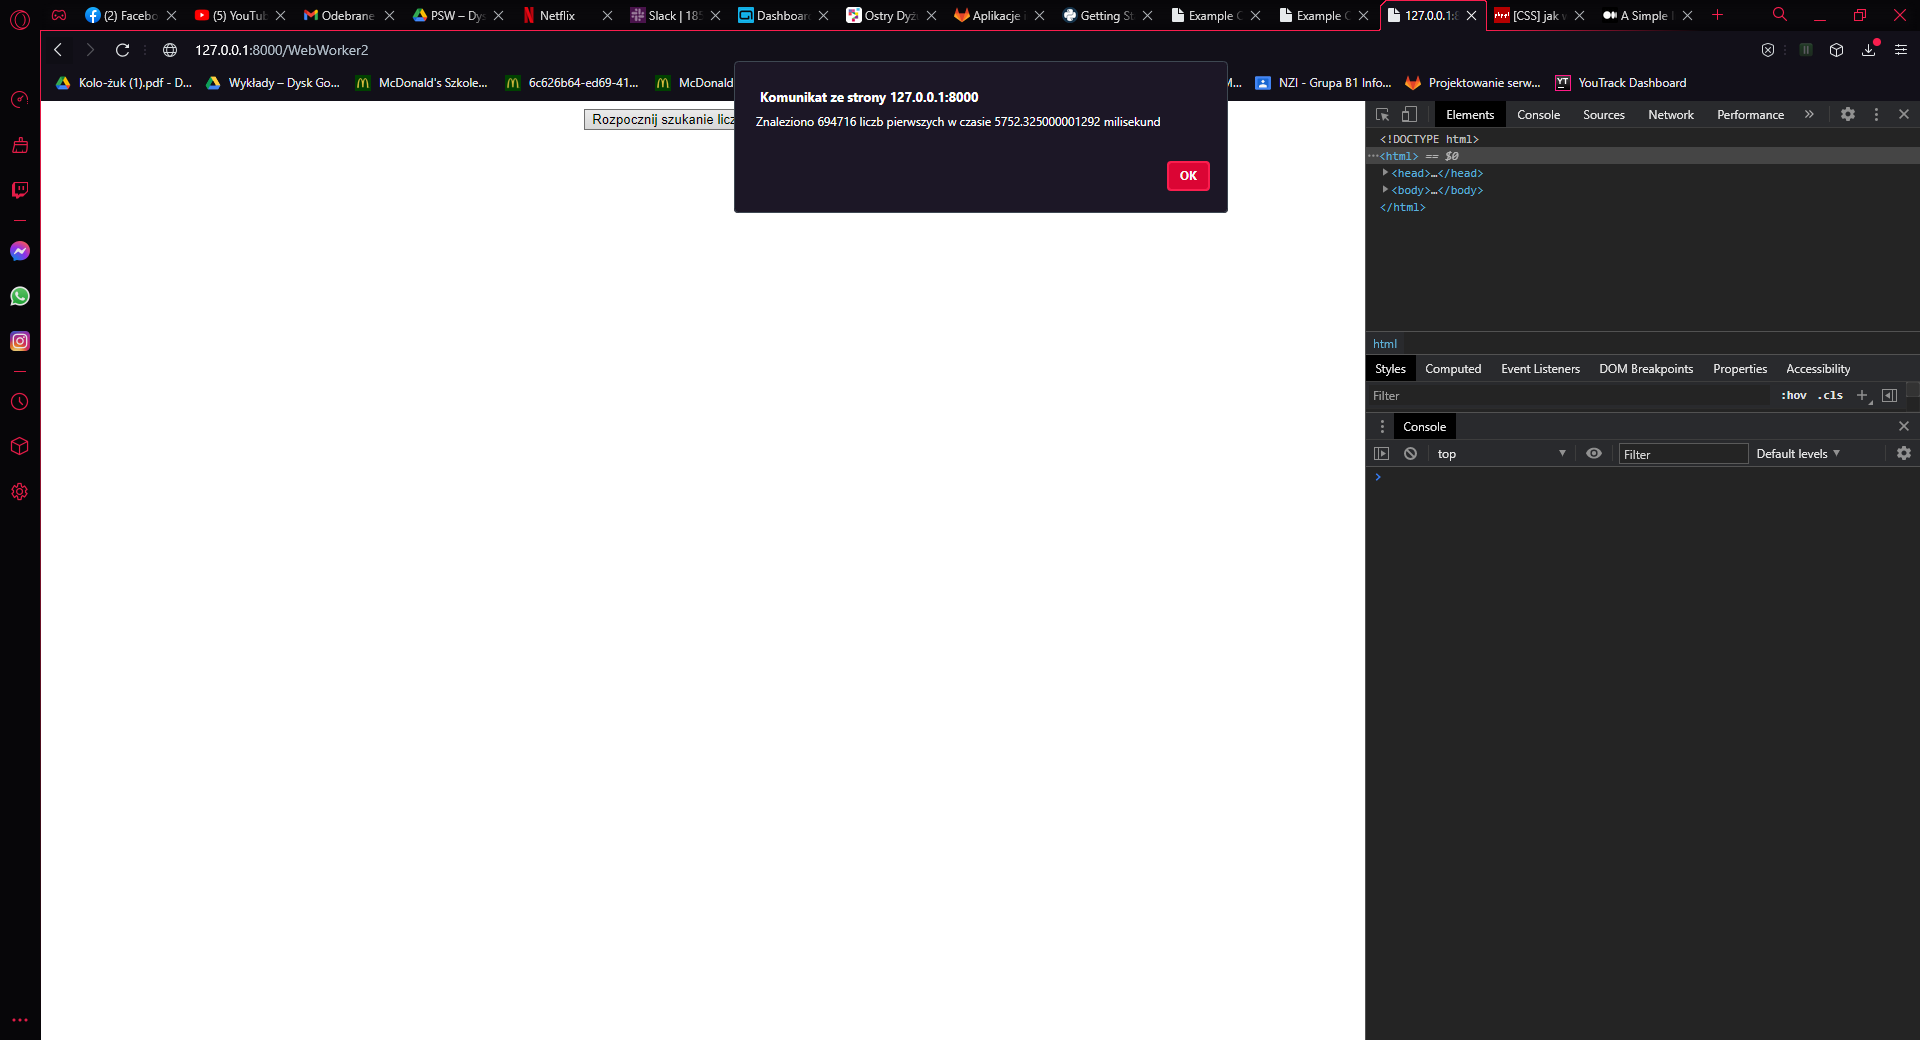 (2) Facebo
(5) YouTu
Odebrane
PSW – Dys
Netflix
Slack | 185
Dashboar
Ostry Dyżu
Aplikacje i
Getting St
Example C
Example C
127.0.0.1:8
[CSS] jak w
A Simple
127.0.0.1:8000/WebWorker2
Kolo-żuk (1).pdf - D...
Wykłady – Dysk Go...
McDonald's Szkole...
6c626b64-ed69-41...
McDonald
M...
NZI - Grupa B1 Info...
Projektowanie serw...
YT
YouTrack Dashboard
Komunikat ze strony 127.0.0.1:8000
Znaleziono 694716 liczb pierwszych w czasie 5752.325000001292 milisekund
OK
Rozpocznij szukanie licz
Elements
Console
Sources
Network
Performance
»
<!DOCTYPE html>
···<html> == $0
<head>…</head>
<body>…</body>
</html>
html
Styles
Computed
Event Listeners
DOM Breakpoints
Properties
Accessibility
Filter
:hov
.cls
Console
top
Filter
Default levels